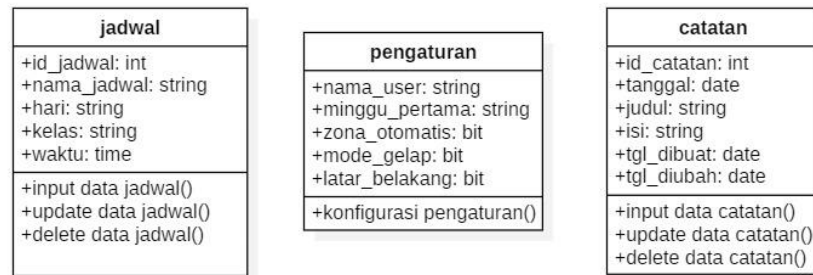 jadwal
+id_jadwal: int
+nama_jadwal: string
+hari: string
+kelas: string
+waktu: time
+input data jadwal()
+update data jadwal()
+delete data jadwal()
pengaturan
+nama_user: string
+minggu_pertama: string
+zona_otomatis: bit
+mode_gelap: bit
+latar_belakang: bit
+konfigurasi pengaturan()
catatan
+id_catatan: int
+tanggal: date
+judul: string
+isi: string
+tgl_dibuat: date
+tgl_diubah: date
+input data catatan()
+update data catatan()
+delete data catatan()